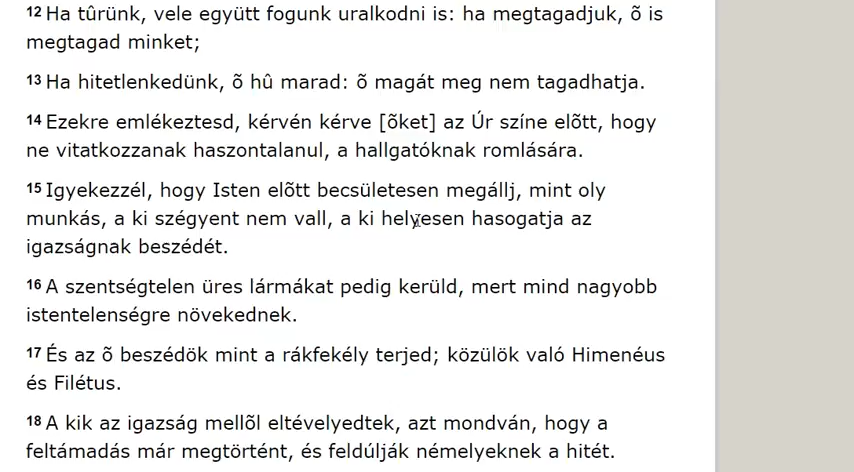 12 Ha tûrünk, vele együtt fogunk uralkodni is: ha megtagadjuk, õ is
megtagad minket;
13 Ha hitetlenkedünk, õ hû marad: õ magát meg nem tagadhatja.
14 Ezekre emlékeztesd, kérvén kérve [õket] az Úr színe elõtt, hogy
ne vitatkozzanak haszontalanul, a hallgatóknak romlására.
15 Igyekezzél, hogy Isten elõtt becsületesen megállj, mint oly
munkás, a ki szégyent nem vall, a ki helyesen hasogatja az
igazságnak beszédét.
16 A szentségtelen üres lármákat pedig kerüld, mert mind nagyobb
istentelenségre növekednek.
17 És az õ beszédök mint a rákfekély terjed; közülök való Himenéus
és Filétus.
18 A kik az igazság mellõl eltévelyedtek, azt mondván, hogy a
feltámadás már megtörtént, és feldúlják némelyeknek a hitét.